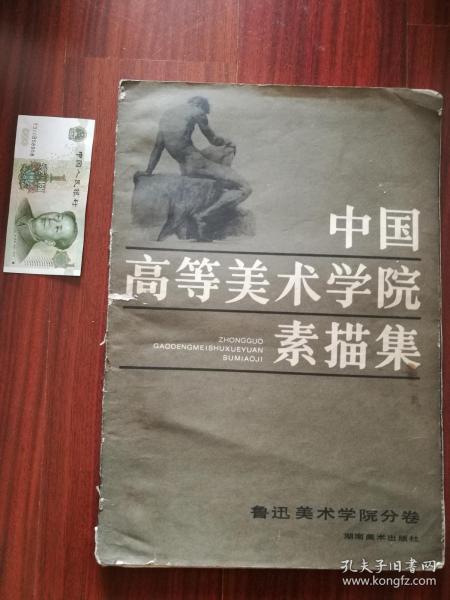 中国
高等美术学院
素描集
ZHONGGUO
GAODENGMEISHUXUEYUAN
SUMIAOJI
鲁迅美术学院分卷
湖南美术出版社
中国人民银行
1
孔夫子旧书网
www.kongfz.com